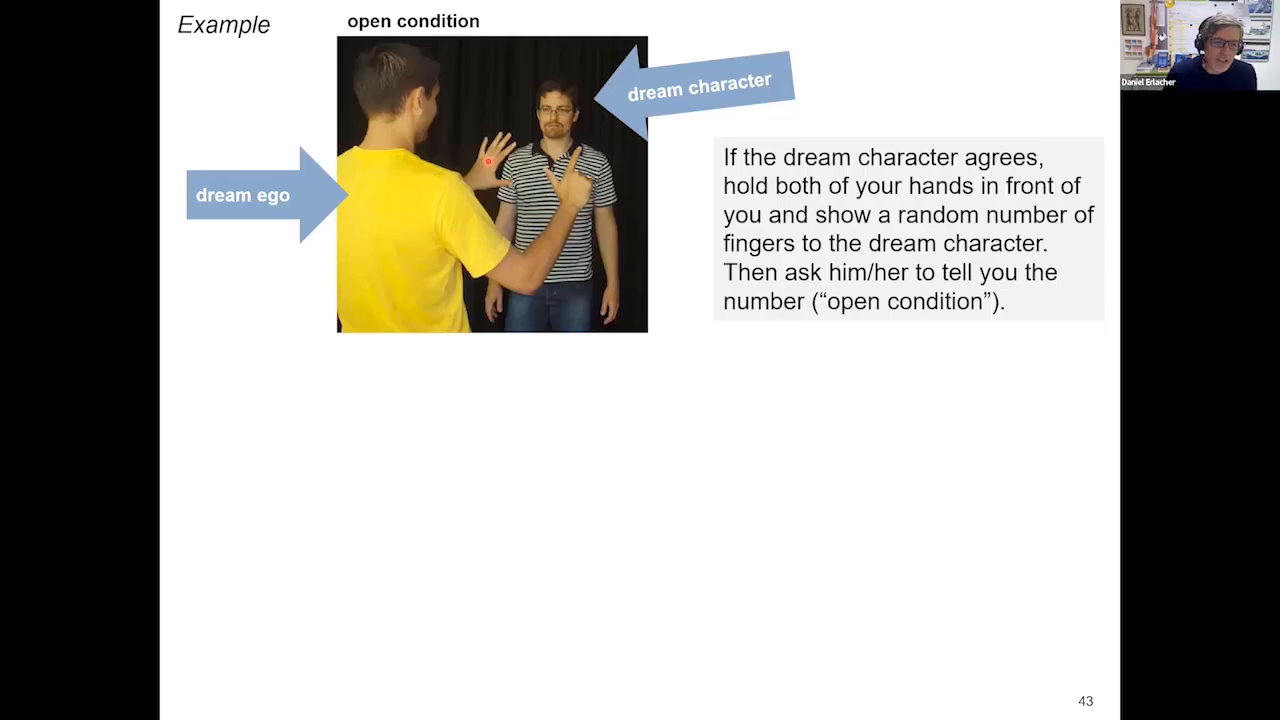 Example
open condition
dream character
Daniel Erlacher
dream ego
If the dream character agrees,
hold both of your hands in front of
you and show a random number of
fingers to the dream character.
Then ask him/her to tell you the
number (“open condition”).
43